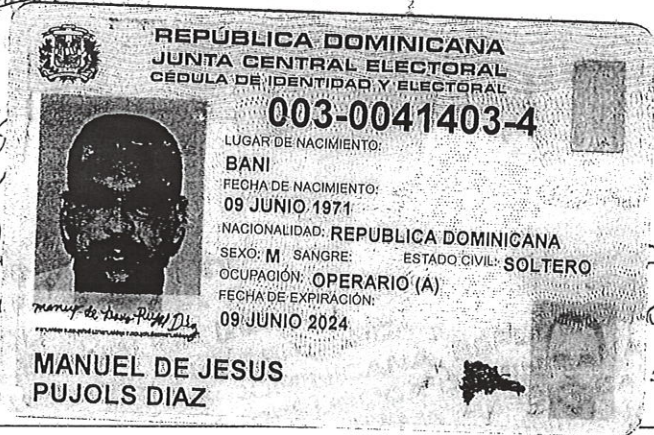 REPÚBLICA DOMINICANA
JUNTA CENTRAL ELECTORAL
CÉDULA DE IDENTIDAD Y ELECTORAL
003-0041403-4
LUGAR DE NACIMIENTO:
BANI
FECHA DE NACIMIENTO:
09 JUNIO 1971
NACIONALIDAD: REPUBLICA DOMINICANA
SEXO: M SANGRE: ESTADO CIVIL: SOLTERO
OCUPACIÓN: OPERARIO (A)
FECHA DE EXPIRACIÓN:
09 JUNIO 2024
MANUEL DE JESUS
PUJOLS DIAZ